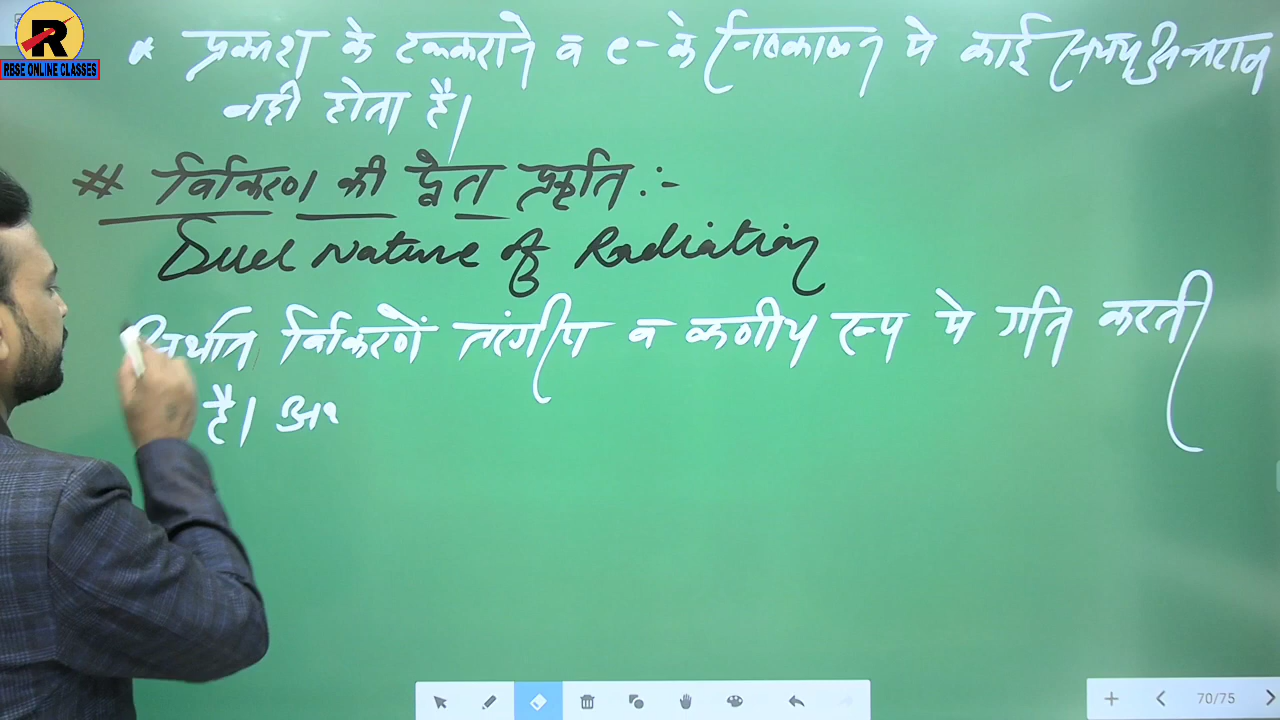 R
RBSE ONLINE CLASSES
* प्रकाश के टकराने व e- के निष्काषन मे कोई समय अन्तराल
नही होता है।
# विकिरण की द्वैत प्रकृति :-
Duel Nature of Radiation
अर्थात विकिरणें तरंगीय व कणीय रूप मे गति करती
है। अ
70/75